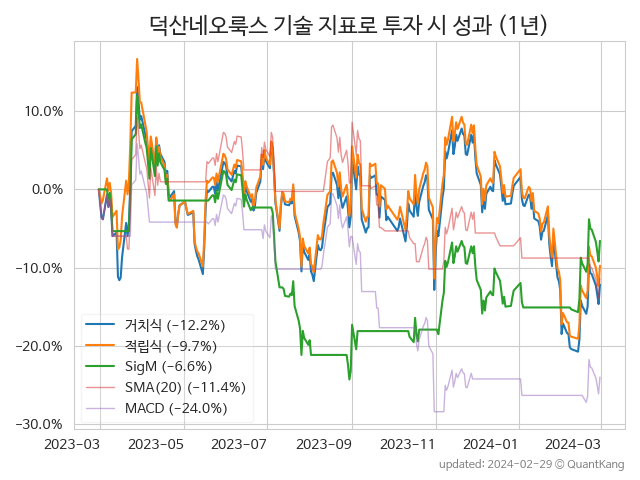 덕산네오룩스 기술 지표로 투자 시 성과 (1년)
10.0%
0.0%
−10.0%
−20.0%
−30.0%
거치식 (−12.2%)
적립식 (−9.7%)
SigM (−6.6%)
SMA(20) (−11.4%)
MACD (−24.0%)
2023-03 2023-05 2023-07 2023-09 2023-11 2024-01 2024-03
updated: 2024-02-29 ⓒ QuantKang